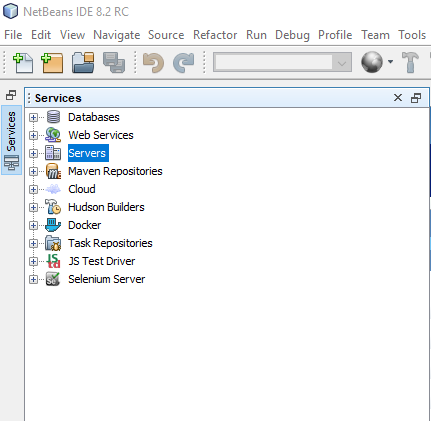 NetBeans IDE 8.2 RC
File Edit View Navigate Source Refactor Run Debug Profile Team Tools
Services
Services
Databases
Web Services
Servers
Maven Repositories
Cloud
Hudson Builders
Docker
Task Repositories
JS Test Driver
Selenium Server